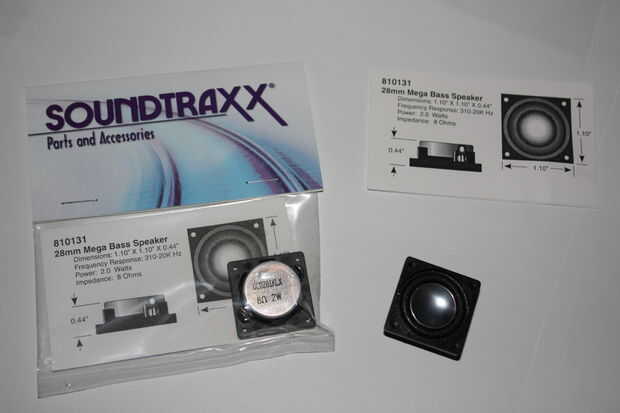 SOUNDTRAXX®
Parts and Accessories
810131
28mm Mega Bass Speaker
Dimensions: 1.10" X 1.10" X 0.44"
Frequency Response: 310-20K Hz
Power: 2.0 Watts
Impedance: 8 Ohms
0.44"
8Ω 2W
810131
28mm Mega Bass Speaker
Dimensions: 1.10" X 1.10" X 0.44"
Frequency Response: 310-20K Hz
Power: 2.0 Watts
Impedance: 8 Ohms
0.44"
1.10"
1.10"